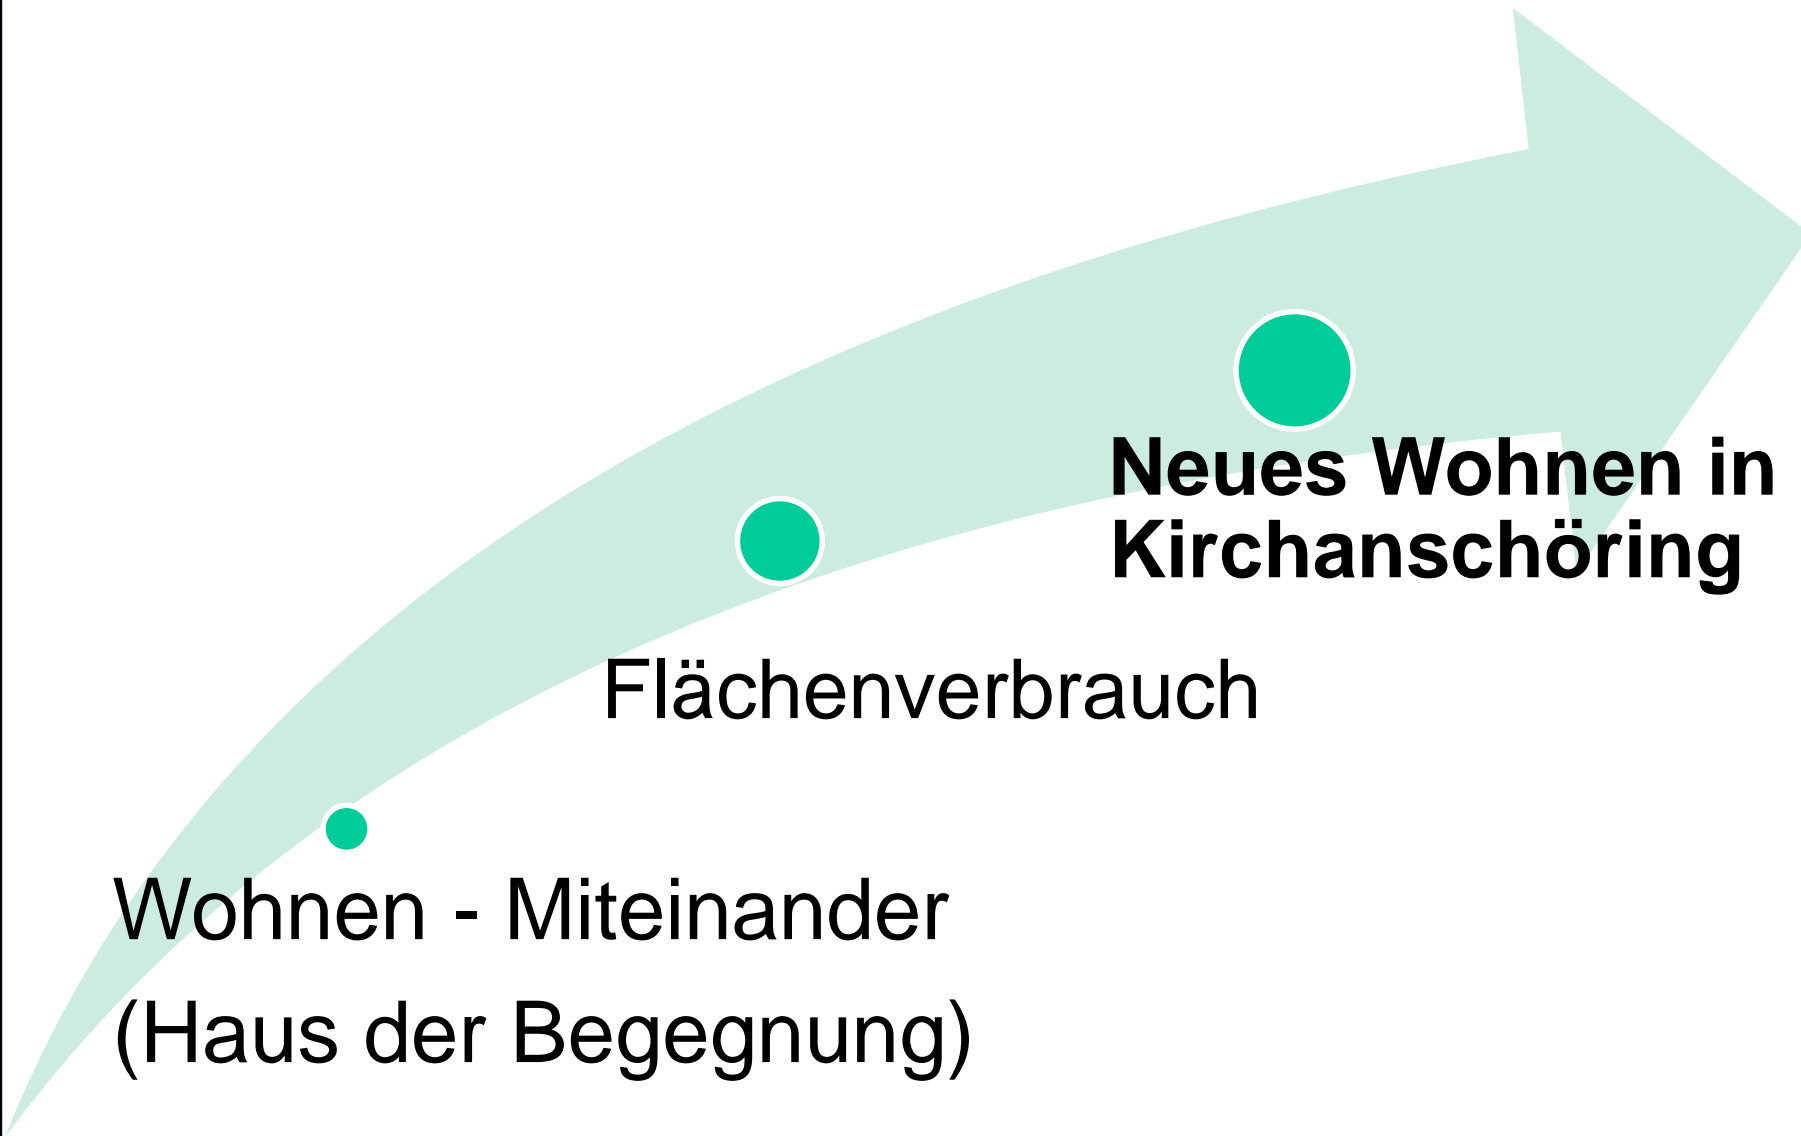 Neues Wohnen in
Kirchanschöring
Flächenverbrauch
Wohnen - Miteinander
(Haus der Begegnung)